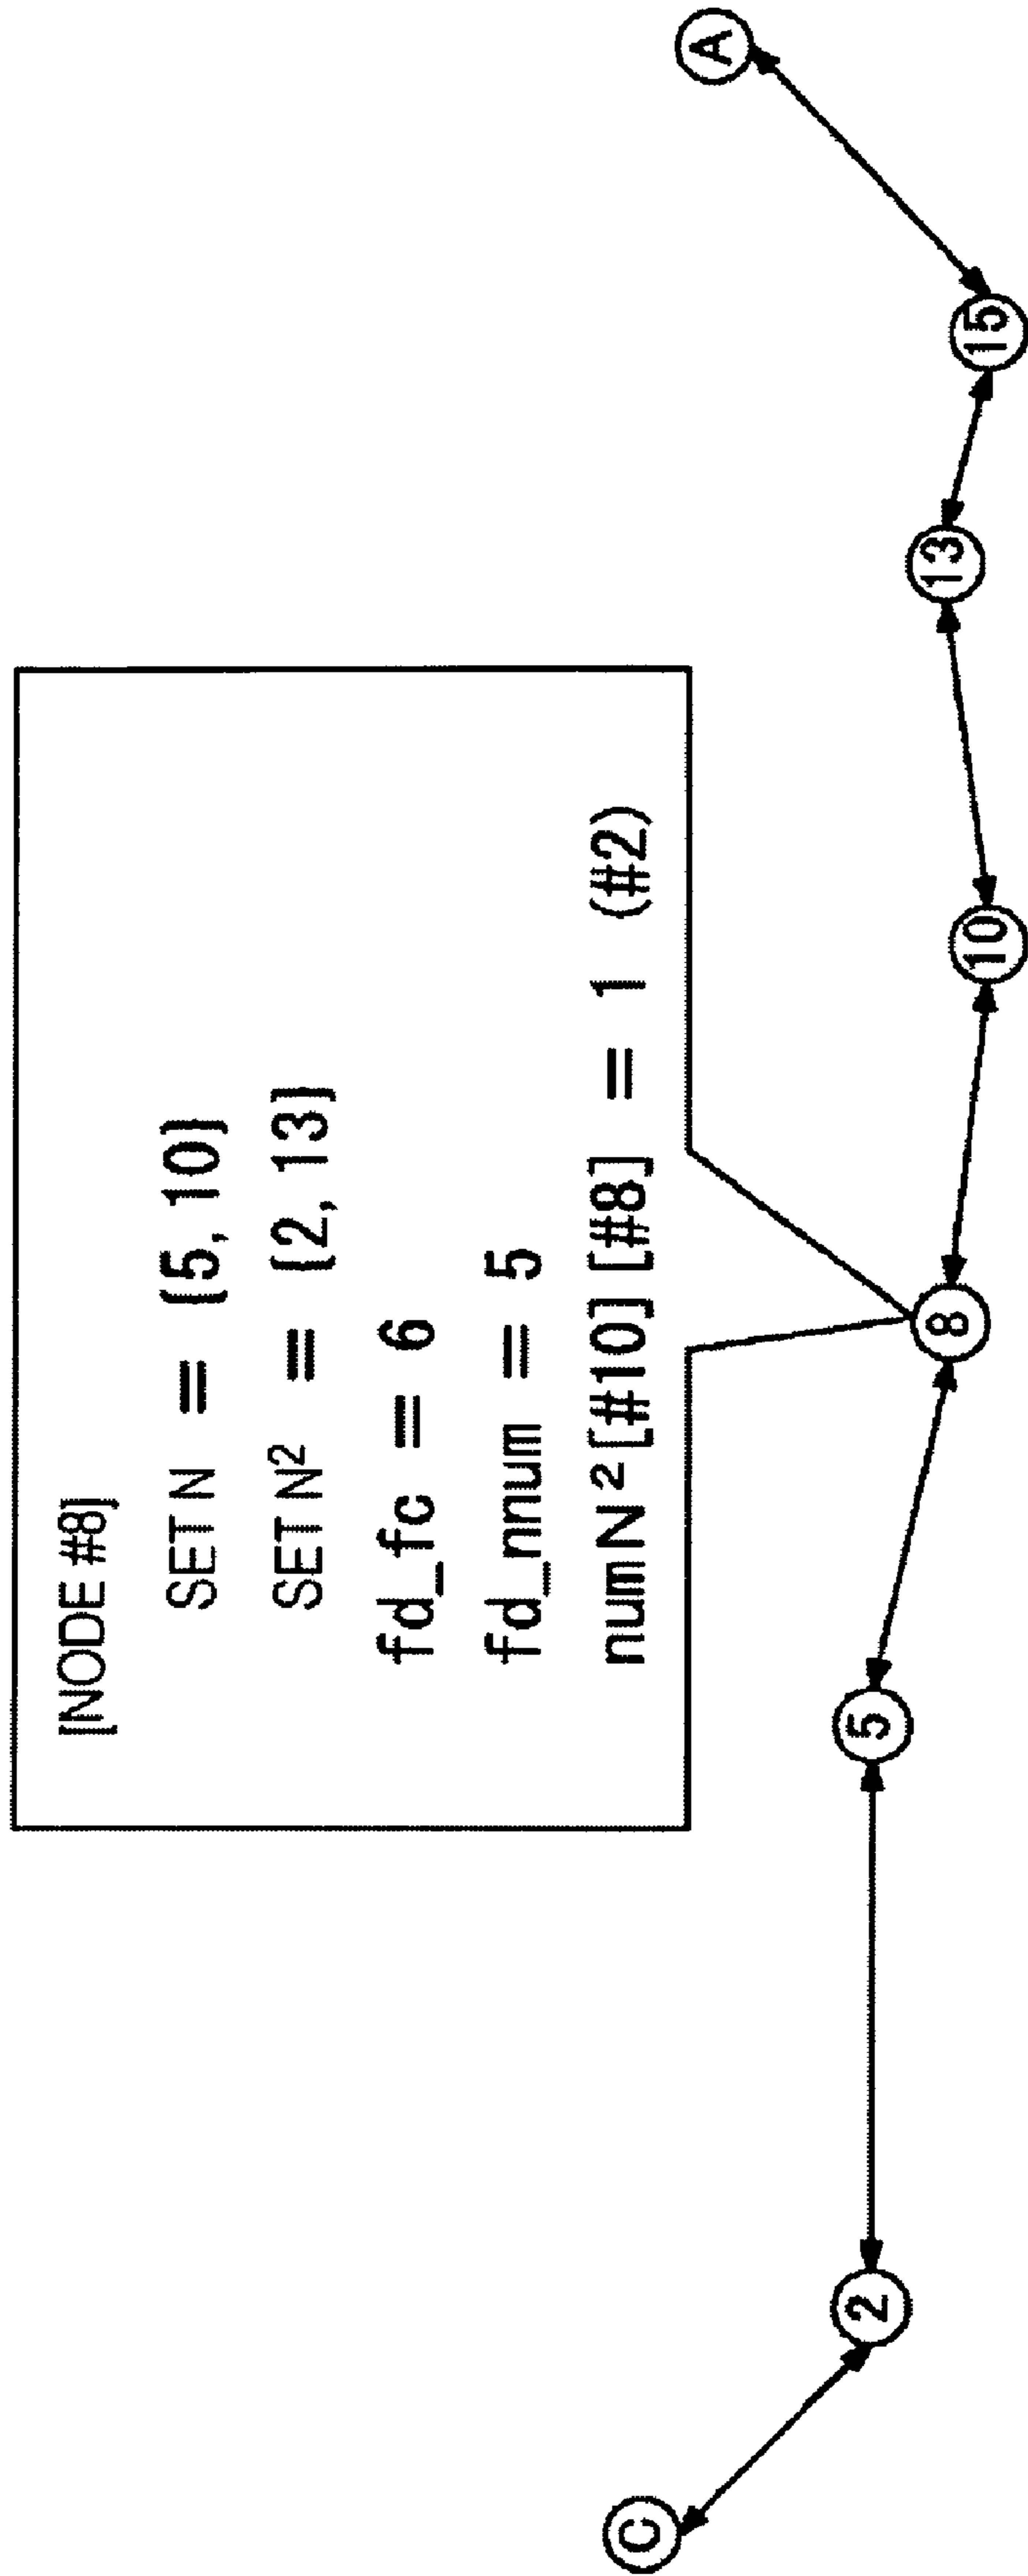 [NODE #8]
SET N = {5, 10}
SET N² = {2, 13}
fd_fc = 6
fd_nnum = 5
numN²[#10][#8] = 1 (#2)
C
2
5
8
10
13
15
A